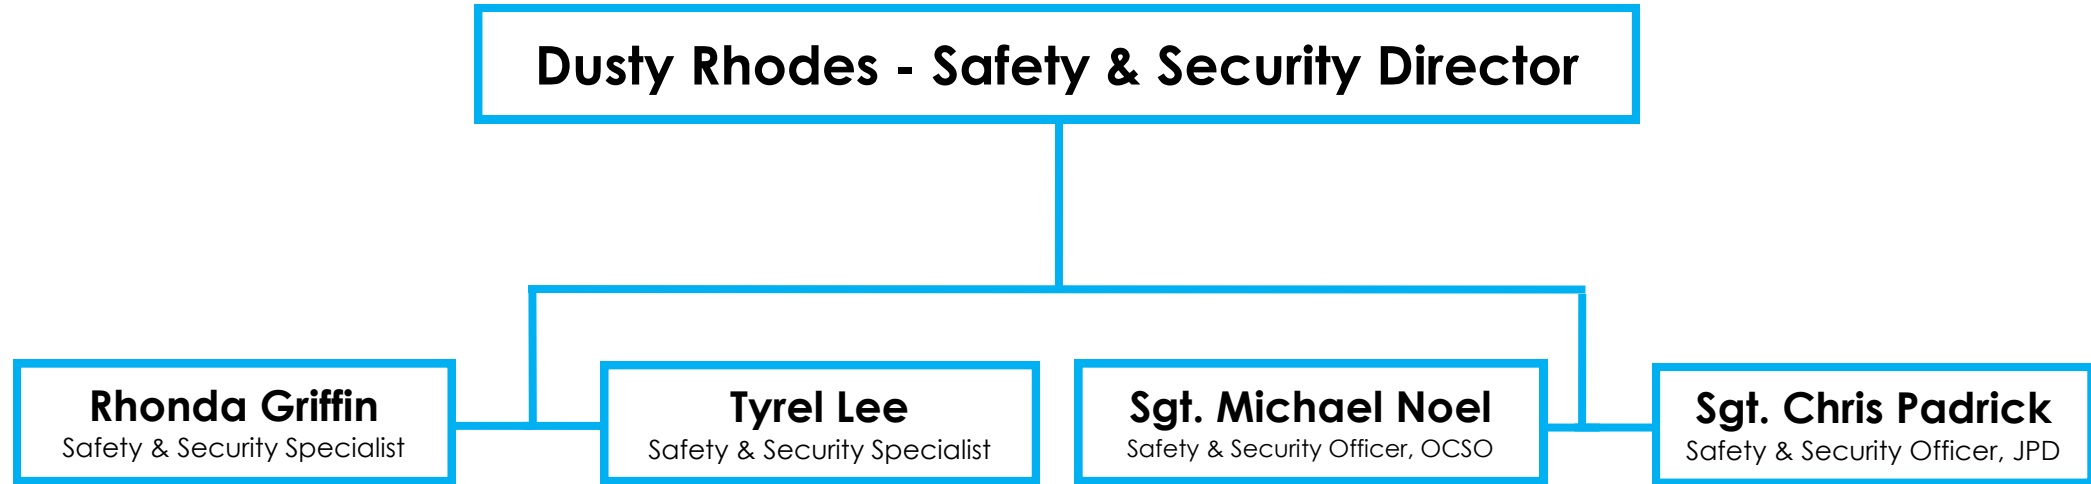 Dusty Rhodes - Safety & Security Director
Rhonda Griffin
Safety & Security Specialist
Tyrel Lee
Safety & Security Specialist
Sgt. Michael Noel
Safety & Security Officer, OCSO
Sgt. Chris Padrick
Safety & Security Officer, JPD